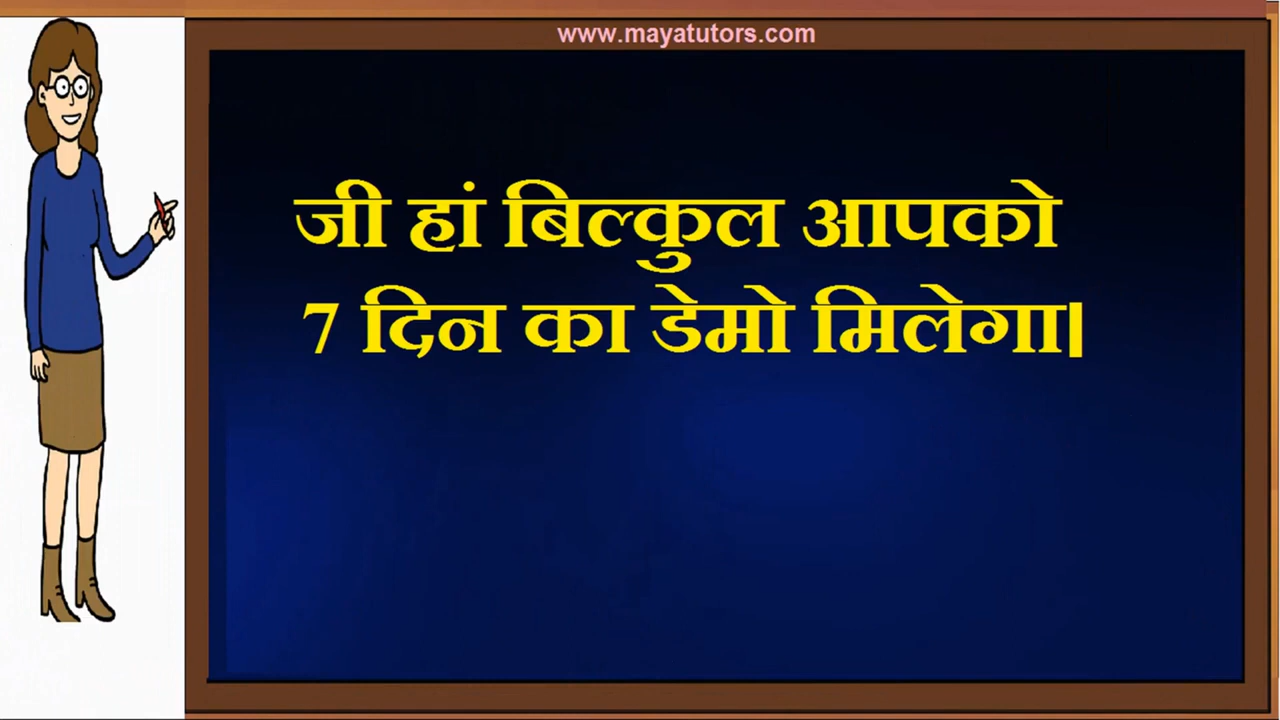 www.mayatutors.com
जी हां बिल्कुल आपको
7 दिन का डेमो मिलेगा।